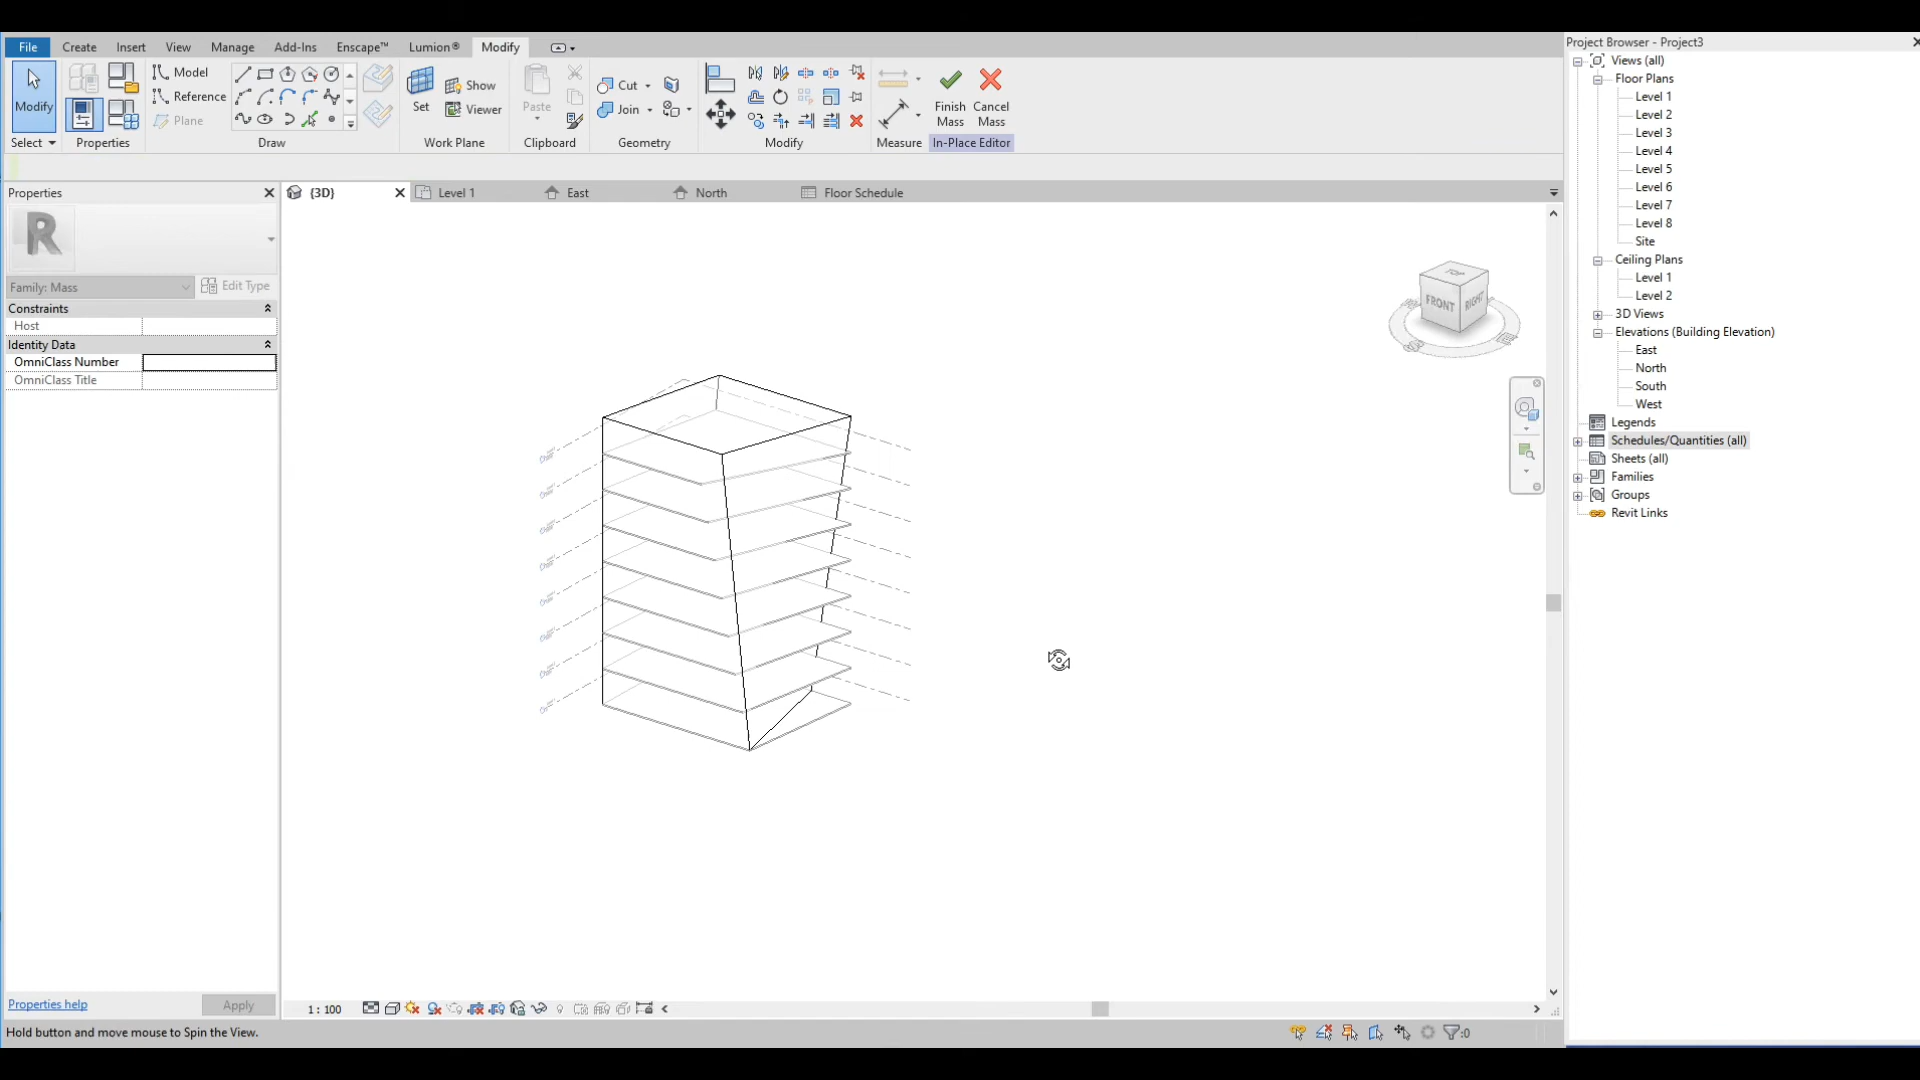 Project Browser - Project3
File Create Insert View Manage Add-Ins Enscape™ Lumion® Modify
Modify
Model
Reference
Plane
Set
Show
Viewer
Paste
Cut
Join
Finish Mass
Cancel Mass
Select Properties Draw Work Plane Clipboard Geometry Modify Measure In-Place Editor
Properties
{3D} Level 1 East North Floor Schedule
R
Family: Mass
Edit Type
Constraints
Host
Identity Data
OmniClass Number
OmniClass Title
TOP
FRONT
RIGHT
Views (all)
Floor Plans
Level 1
Level 2
Level 3
Level 4
Level 5
Level 6
Level 7
Level 8
Site
Ceiling Plans
Level 1
Level 2
3D Views
Elevations (Building Elevation)
East
North
South
West
Legends
Schedules/Quantities (all)
Sheets (all)
Families
Groups
Revit Links
Properties help
Apply
1 : 100
Hold button and move mouse to Spin the View.
:0